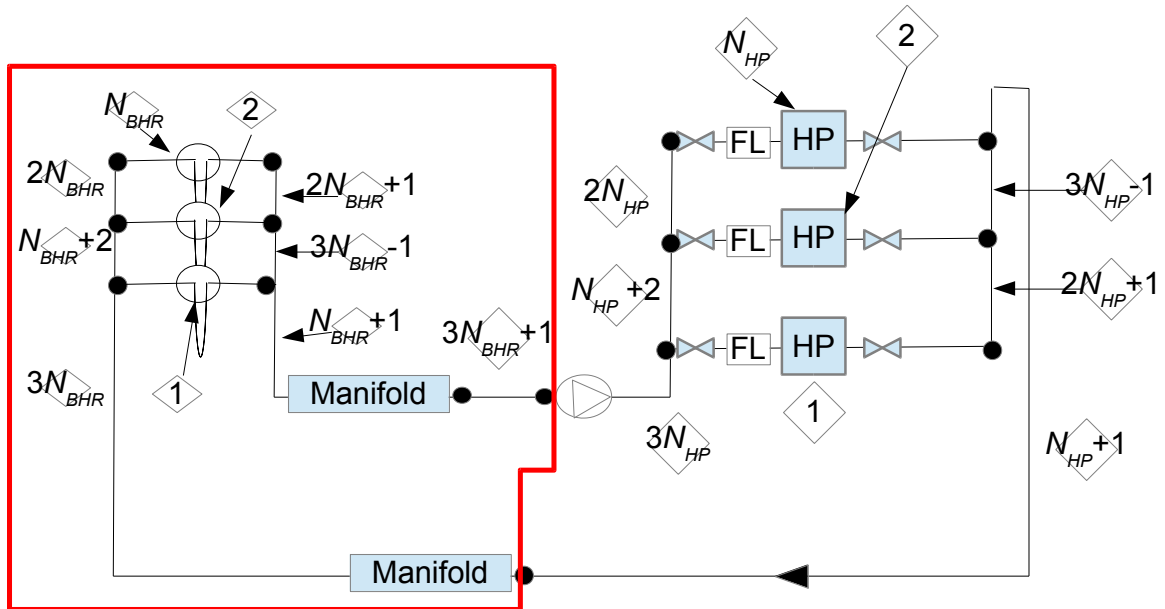 N_HP
2
N_BHR
2
FL
HP
2N_BHR
2N_BHR+1
2N_HP
3N_HP-1
N_BHR+2
3N_BHR-1
FL
HP
N_HP+2
2N_HP+1
N_BHR+1
3N_BHR+1
FL
HP
3N_BHR
1
Manifold
1
3N_HP
N_HP+1
Manifold